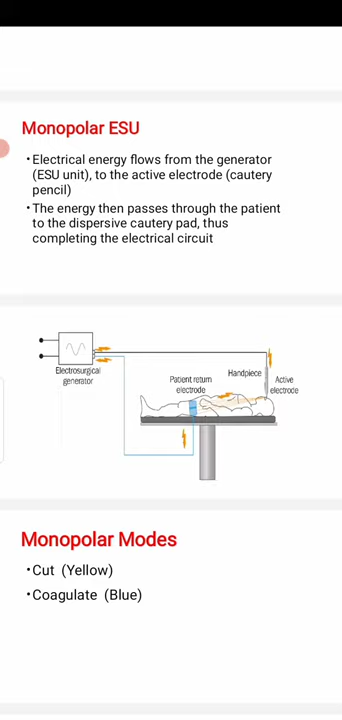 Monopolar ESU
•Electrical energy flows from the generator
(ESU unit), to the active electrode (cautery
pencil)
•The energy then passes through the patient
to the dispersive cautery pad, thus
completing the electrical circuit
Electrosurgical
generator
Patient return
electrode
Handpiece
Active
electrode
Monopolar Modes
•Cut (Yellow)
•Coagulate (Blue)